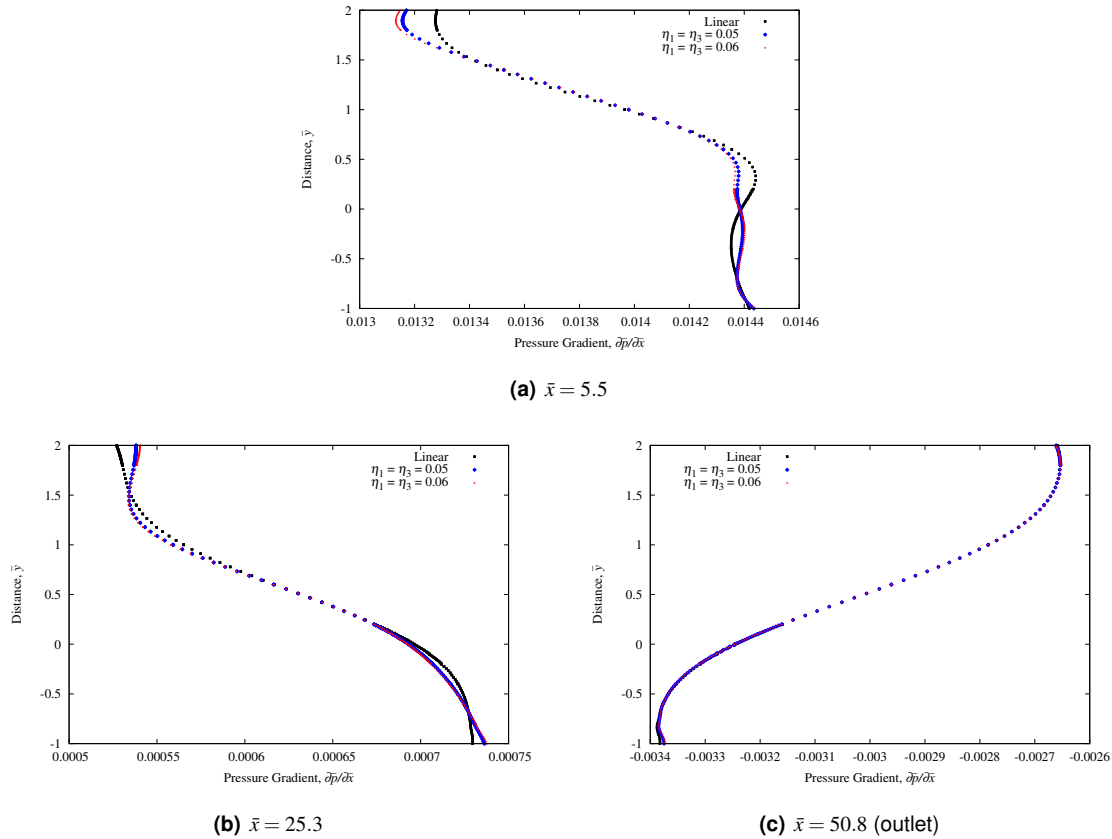 2
1.5
1
0.5
0
-0.5
-1
Distance, ȳ
Linear
η₁ = η₃ = 0.05
η₁ = η₃ = 0.06
0.013 0.0132 0.0134 0.0136 0.0138 0.014 0.0142 0.0144 0.0146
Pressure Gradient, ∂p̄/∂x̄
(a) x̄ = 5.5
2
1.5
1
0.5
0
-0.5
-1
Distance, ȳ
Linear
η₁ = η₃ = 0.05
η₁ = η₃ = 0.06
0.0005 0.00055 0.0006 0.00065 0.0007 0.00075
Pressure Gradient, ∂p̄/∂x̄
(b) x̄ = 25.3
2
1.5
1
0.5
0
-0.5
-1
Distance, ȳ
Linear
η₁ = η₃ = 0.05
η₁ = η₃ = 0.06
-0.0034 -0.0033 -0.0032 -0.0031 -0.003 -0.0029 -0.0028 -0.0027 -0.0026
Pressure Gradient, ∂p̄/∂x̄
(c) x̄ = 50.8 (outlet)